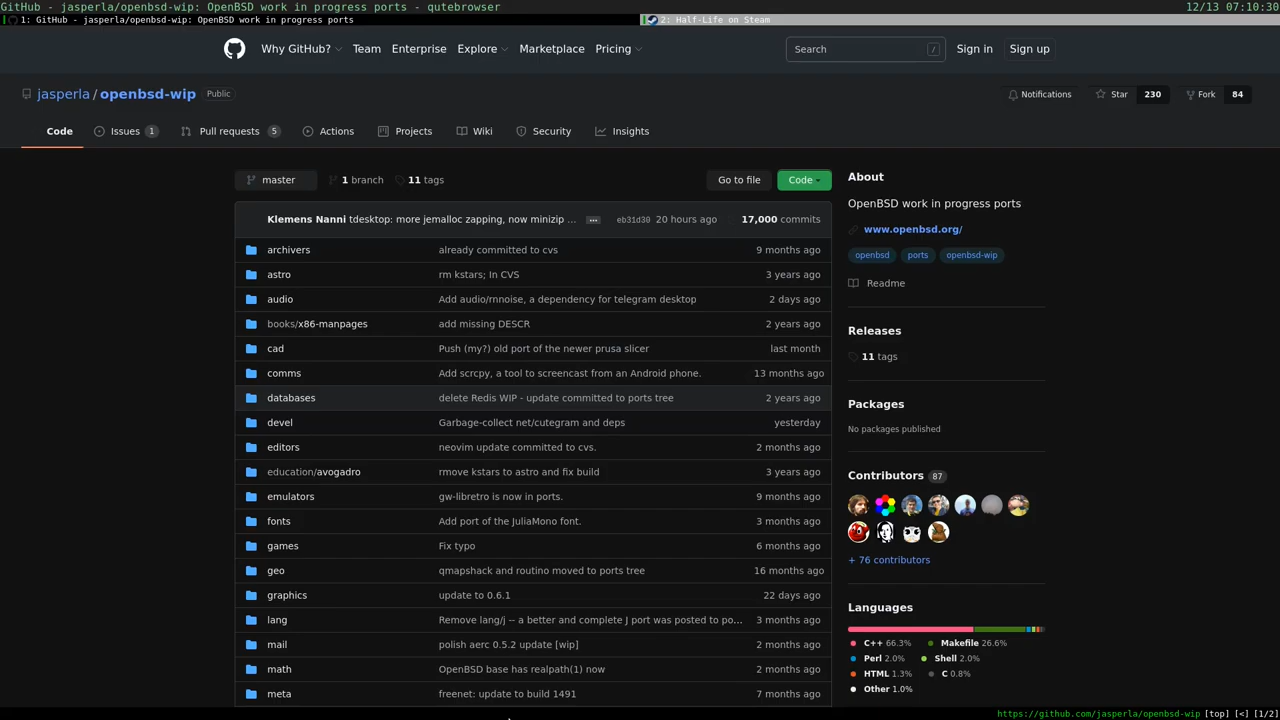 GitHub - jasperla/openbsd-wip: OpenBSD work in progress ports - qutebrowser 12/13 07:10:30
1: GitHub - jasperla/openbsd-wip: OpenBSD work in progress ports 2: Half-Life on Steam
Why GitHub? Team Enterprise Explore Marketplace Pricing Search / Sign in Sign up
jasperla / openbsd-wip Public Notifications Star 230 Fork 84
Code Issues 1 Pull requests 5 Actions Projects Wiki Security Insights
master 1 branch 11 tags Go to file Code
Klemens Nanni tdesktop: more jemalloc zapping, now minizip ... ... eb31d30 20 hours ago 17,000 commits
archivers already committed to cvs 9 months ago
astro rm kstars; In CVS 3 years ago
audio Add audio/rnnoise, a dependency for telegram desktop 2 days ago
books/x86-manpages add missing DESCR 2 years ago
cad Push (my?) old port of the newer prusa slicer last month
comms Add scrcpy, a tool to screencast from an Android phone. 13 months ago
databases delete Redis WIP - update committed to ports tree 2 years ago
devel Garbage-collect net/cutegram and deps yesterday
editors neovim update committed to cvs. 2 months ago
education/avogadro rmove kstars to astro and fix build 3 years ago
emulators gw-libretro is now in ports. 9 months ago
fonts Add port of the JuliaMono font. 3 months ago
games Fix typo 6 months ago
geo qmapshack and routino moved to ports tree 16 months ago
graphics update to 0.6.1 22 days ago
lang Remove lang/j -- a better and complete J port was posted to po... 3 months ago
mail polish aerc 0.5.2 update [wip] 2 months ago
math OpenBSD base has realpath(1) now 2 months ago
meta freenet: update to build 1491 7 months ago
About
OpenBSD work in progress ports
www.openbsd.org/
openbsd ports openbsd-wip
Readme
Releases
11 tags
Packages
No packages published
Contributors 87
+ 76 contributors
Languages
C++ 66.3% Makefile 26.6%
Perl 2.0% Shell 2.0%
HTML 1.3% C 0.8%
Other 1.0%
https://github.com/jasperla/openbsd-wip [top] [<] [1/2]